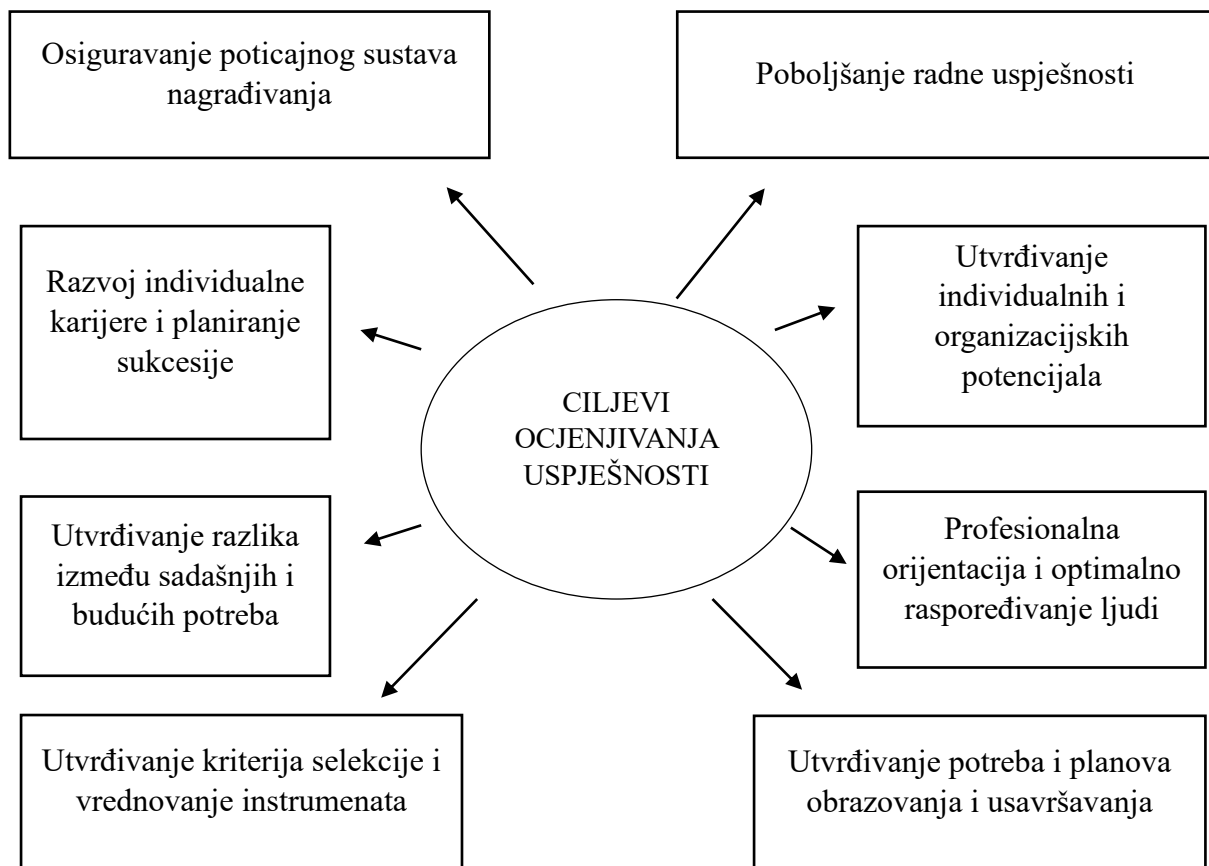 Osiguravanje poticajnog sustava
nagrađivanja
Poboljšanje radne uspješnosti
Razvoj individualne
karijere i planiranje
sukcesije
Utvrđivanje
individualnih i
organizacijskih
potencijala
CILJEVI
OCJENJIVANJA
USPJEŠNOSTI
Utvrđivanje razlika
između sadašnjih i
budućih potreba
Profesionalna
orijentacija i optimalno
raspoređivanje ljudi
Utvrđivanje kriterija selekcije i
vrednovanje instrumenata
Utvrđivanje potreba i planova
obrazovanja i usavršavanja